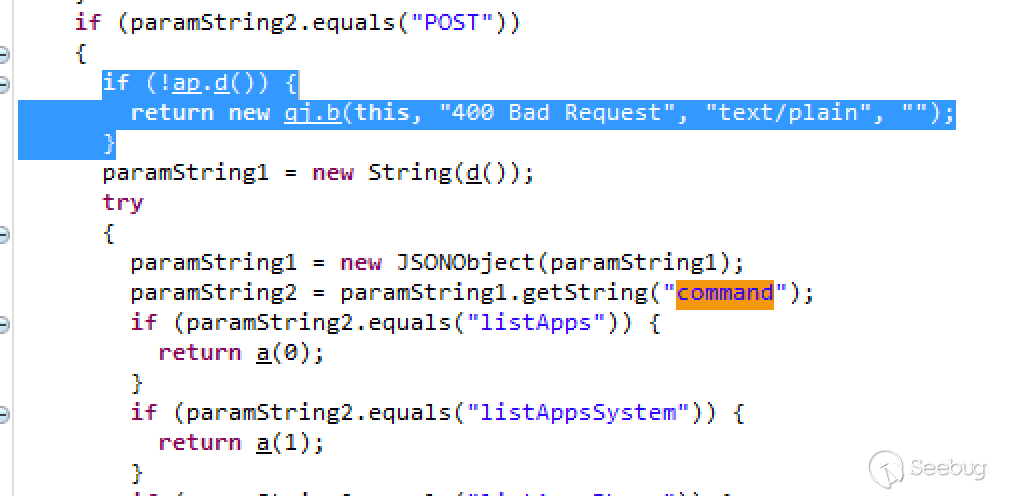 if (paramString2.equals("POST"))
{
if (!ap.d()) {
return new qj.b(this, "400 Bad Request", "text/plain", "");
}
paramString1 = new String(d());
try
{
paramString1 = new JSONObject(paramString1);
paramString2 = paramString1.getString("command");
if (paramString2.equals("listApps")) {
return a(0);
}
if (paramString2.equals("listAppsSystem")) {
return a(1);
}
Seebug